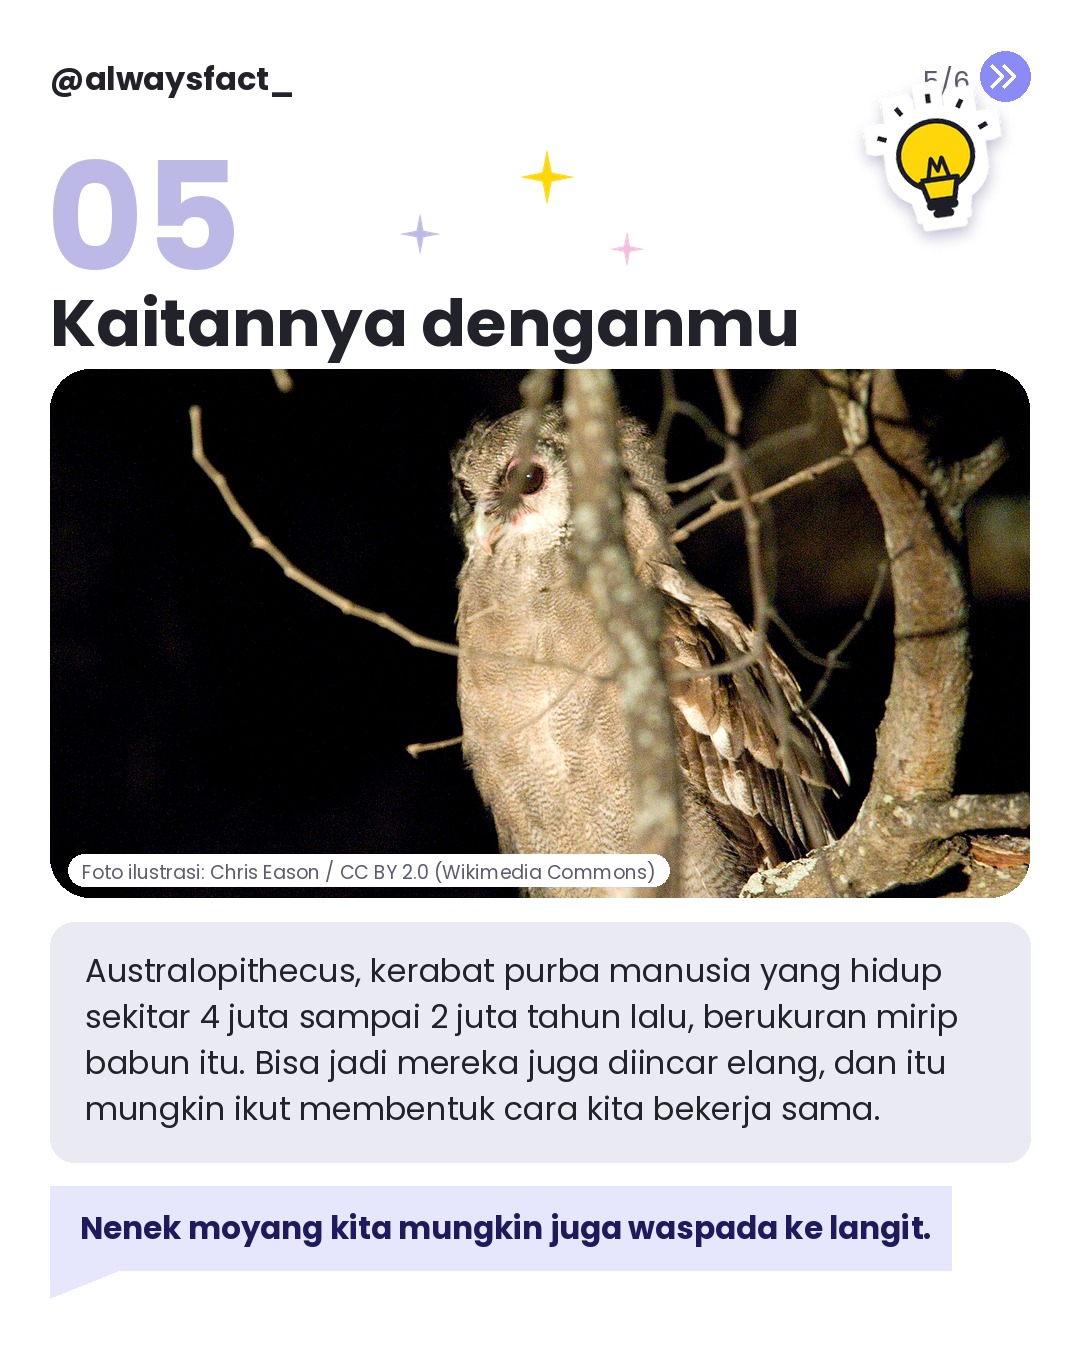 @alwaysfact_
5/6
05
Kaitannya denganmu
Foto ilustrasi: Chris Eason / CC BY 2.0 (Wikimedia Commons)
Australopithecus, kerabat purba manusia yang hidup
sekitar 4 juta sampai 2 juta tahun lalu, berukuran mirip
babun itu. Bisa jadi mereka juga diincar elang, dan itu
mungkin ikut membentuk cara kita bekerja sama.
Nenek moyang kita mungkin juga waspada ke langit.